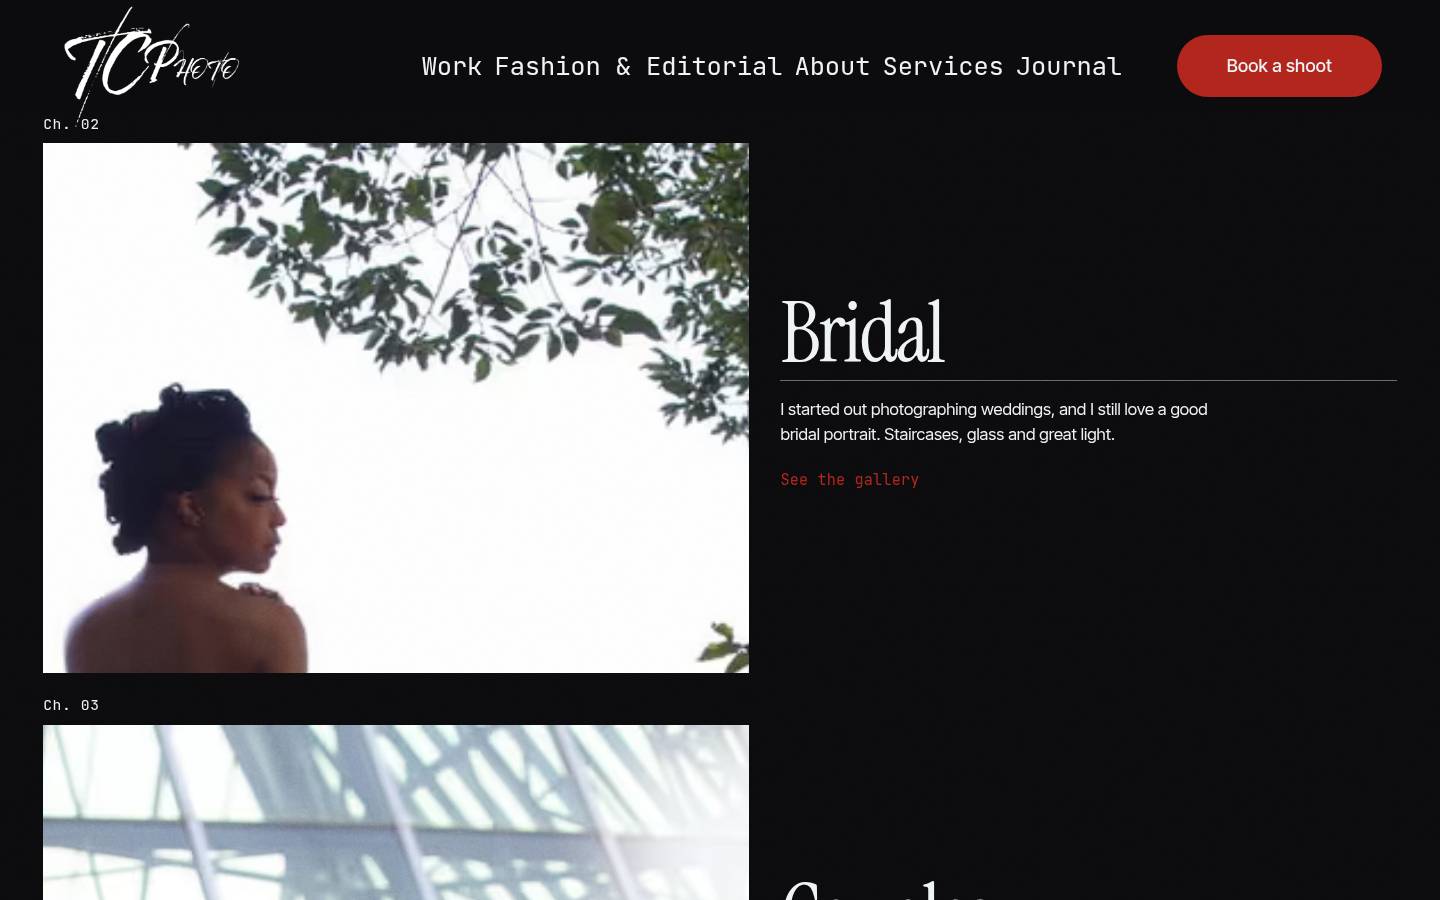 TCPhoto
Work Fashion & Editorial About Services Journal
Book a shoot
Ch. 02
Bridal
I started out photographing weddings, and I still love a good
bridal portrait. Staircases, glass and great light.
See the gallery
Ch. 03